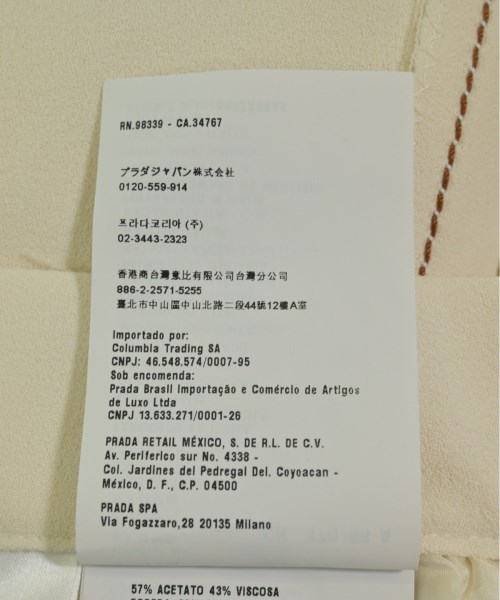 RN.98339 - CA.34767
プラダジャパン株式会社
0120-559-914
프라다코리아 (주)
02-3443-2323
香港商台灣意比有限公司台灣分公司
886-2-2571-5255
臺北市中山區中山北路二段44號12樓A室
Importado por:
Columbia Trading SA
CNPJ: 46.548.574/0007-95
Sob encomenda:
Prada Brasil Importação e Comércio de Artigos
de Luxo Ltda
CNPJ 13.633.271/0001-26
PRADA RETAIL MÉXICO, S. DE R.L. DE C.V.
Av. Periferico sur No. 4338 -
Col. Jardines del Pedregal Del. Coyoacan -
México, D. F., C.P. 04500
PRADA SPA
Via Fogazzaro,28 20135 Milano
57% ACETATO 43% VISCOSA